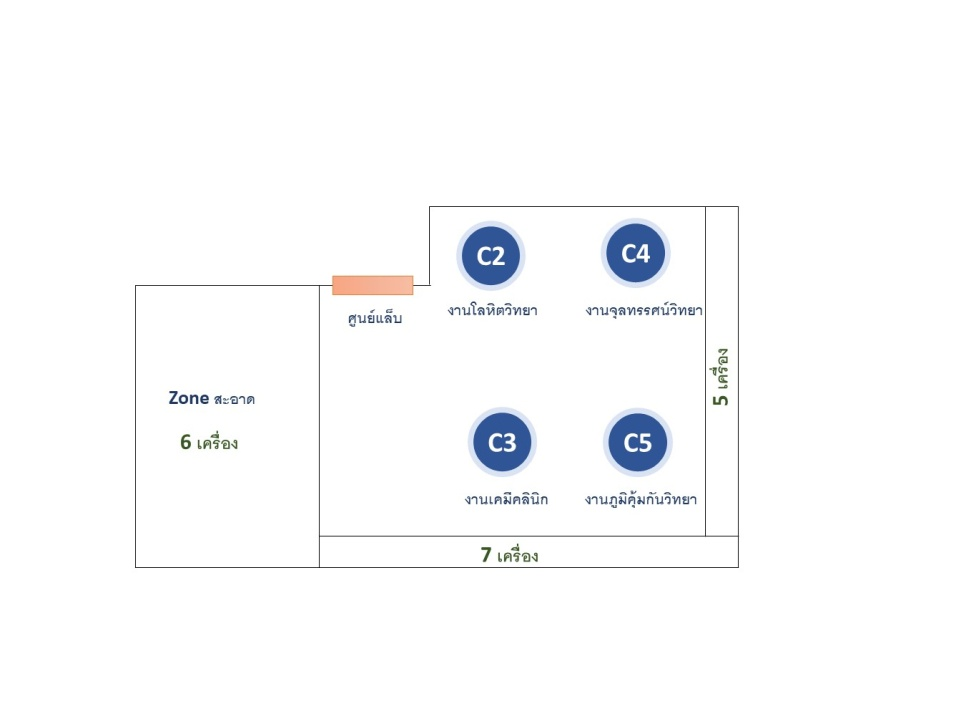 C2
C4
งานโลหิตวิทยา
งานจุลทรรศน์วิทยา
ศูนย์แล็บ
Zone สะอาด
6 เครื่อง
5 เครื่อง
C3
C5
งานเคมีคลินิก
งานภูมิคุ้มกันวิทยา
7 เครื่อง